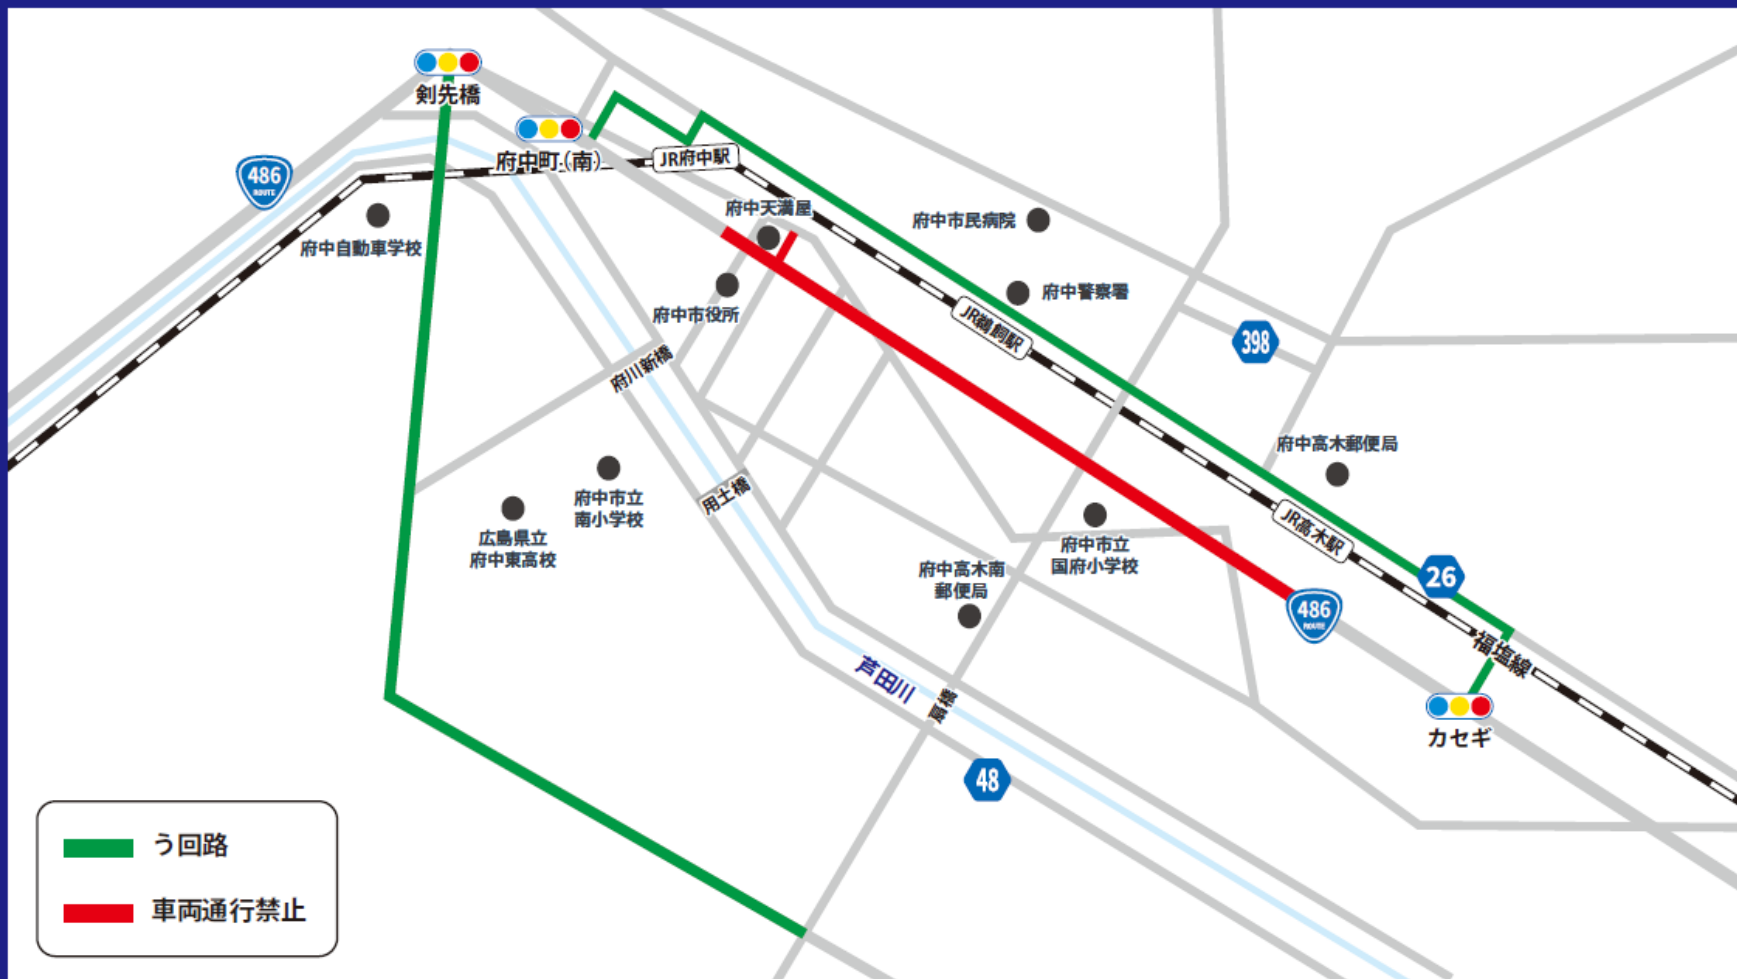 剣先橋
府中町（南）
JR府中駅
486
ROUTE
府中天満屋
府中市民病院
府中自動車学校
府中警察署
府中市役所
JR鵜飼駅
398
府川新橋
府中高木郵便局
府中市立
南小学校
用土橋
広島県立
府中東高校
JR高木駅
府中市立
国府小学校
府中高木南
郵便局
26
486
ROUTE
福塩線
芦田川
扇橋
カセギ
48
う回路
車両通行禁止